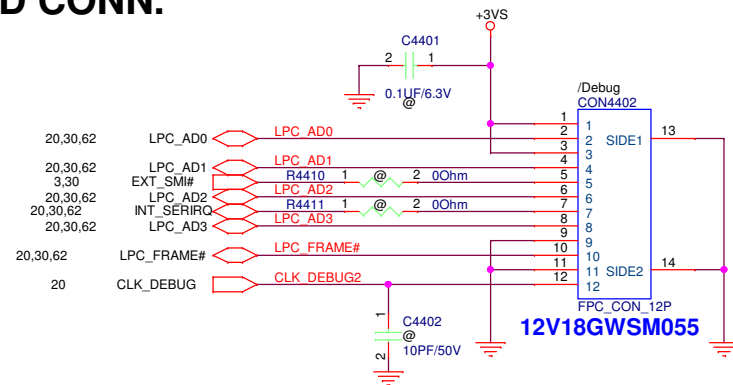 D CONN.
+3VS
C4401
2 1
0.1UF/6.3V
@
/Debug
CON4402
20,30,62 LPC_AD0 LPC_AD0
20,30,62 LPC_AD1 LPC_AD1
3,30 EXT_SMI# R4410 1 @ 2 0Ohm
20,30,62 LPC_AD2 LPC_AD2
20,30,62 INT_SERIRQ R4411 1 @ 2 0Ohm
20,30,62 LPC_AD3 LPC_AD3
20,30,62 LPC_FRAME# LPC_FRAME#
20 CLK_DEBUG CLK_DEBUG2
1 1
2 2 SIDE1 13
3 3
4 4
5 5
6 6
7 7
8 8
9 9
10 10
11 11 SIDE2 14
12 12
FPC_CON_12P
12V18GWSM055
1
C4402
@
10PF/50V
2